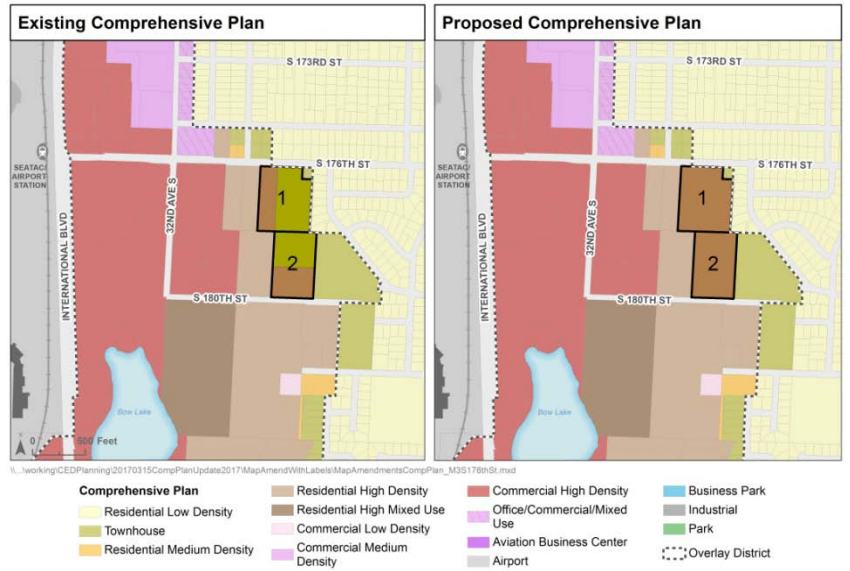 Existing Comprehensive Plan
S 173RD ST
S 176TH ST
SEATAC/
AIRPORT
STATION
32ND AVE S
INTERNATIONAL BLVD
1
2
S 180TH ST
Bow Lake
0 500 Feet
Proposed Comprehensive Plan
S 173RD ST
S 176TH ST
SEATAC/
AIRPORT
STATION
32ND AVE S
INTERNATIONAL BLVD
1
2
S 180TH ST
Bow Lake
\\...\working\CEDPlanning\20170315CompPlanUpdate2017\MapAmendWithLabels\MapAmendmentsCompPlan_M3S176thSt.mxd
Comprehensive Plan
Residential Low Density
Townhouse
Residential Medium Density
Residential High Density
Residential High Mixed Use
Commercial Low Density
Commercial Medium
Density
Commercial High Density
Office/Commercial/Mixed
Use
Aviation Business Center
Airport
Business Park
Industrial
Park
Overlay District